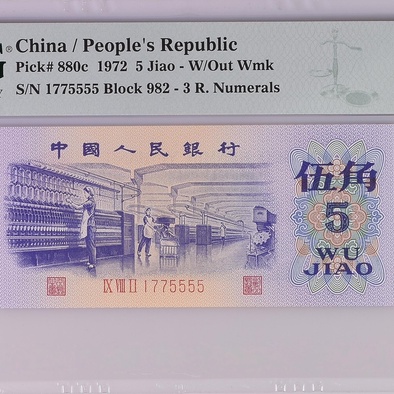 China / People's Republic
Pick# 880c 1972 5 Jiao - W/Out Wmk
S/N 1775555 Block 982 - 3 R. Numerals
中國人民銀行
伍角
5
WU
JIAO
IX VIII II 1775555